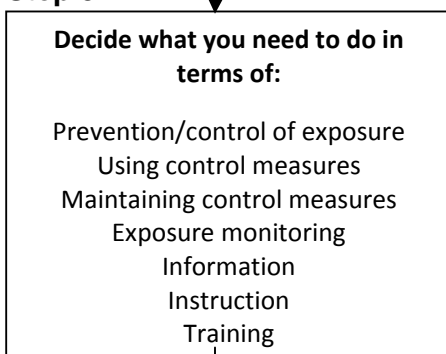 Decide what you need to do in
terms of:
Prevention/control of exposure
Using control measures
Maintaining control measures
Exposure monitoring
Information
Instruction
Training